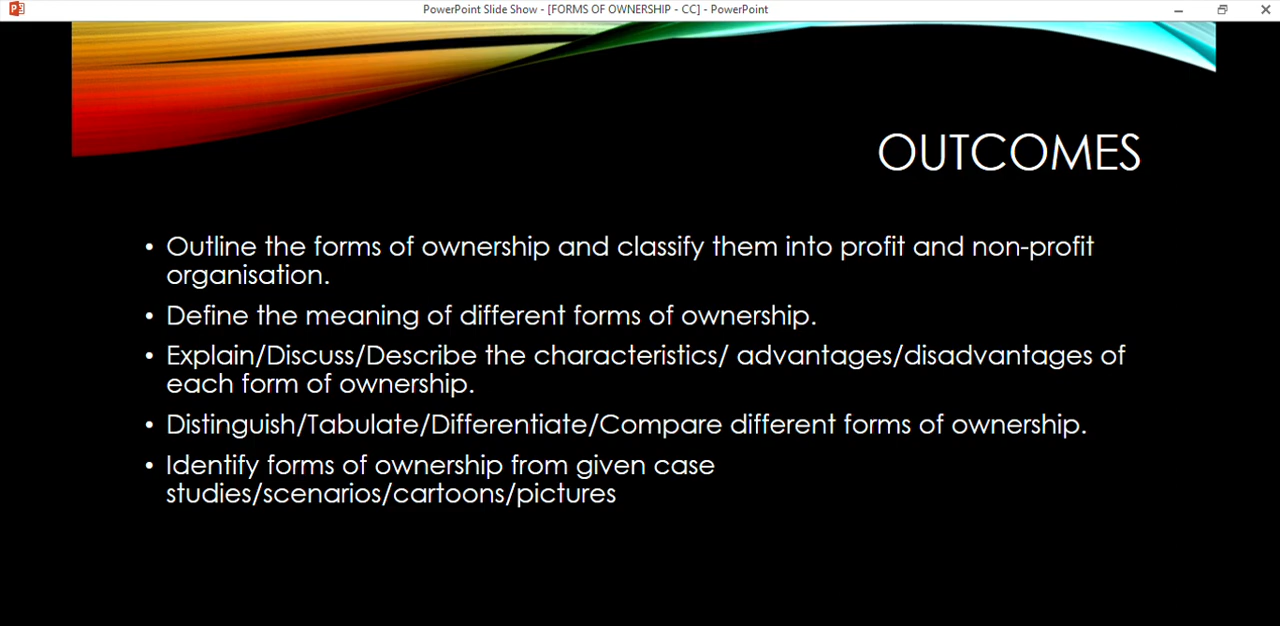 PowerPoint Slide Show - [FORMS OF OWNERSHIP - CC] - PowerPoint
OUTCOMES
• Outline the forms of ownership and classify them into profit and non-profit
organisation.
• Define the meaning of different forms of ownership.
• Explain/Discuss/Describe the characteristics/ advantages/disadvantages of
each form of ownership.
• Distinguish/Tabulate/Differentiate/Compare different forms of ownership.
• Identify forms of ownership from given case
studies/scenarios/cartoons/pictures